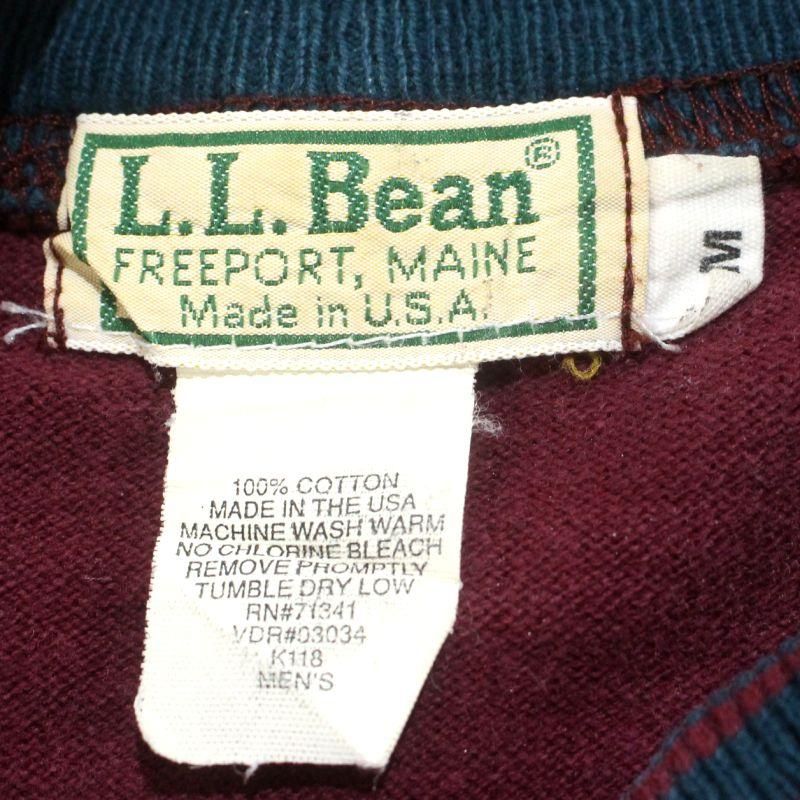 L.L.Bean®
FREEPORT, MAINE
Made in U.S.A.
M
100% COTTON
MADE IN THE USA
MACHINE WASH WARM
NO CHLORINE BLEACH
REMOVE PROMPTLY
TUMBLE DRY LOW
RN#71341
VDR#03034
K118
MEN'S